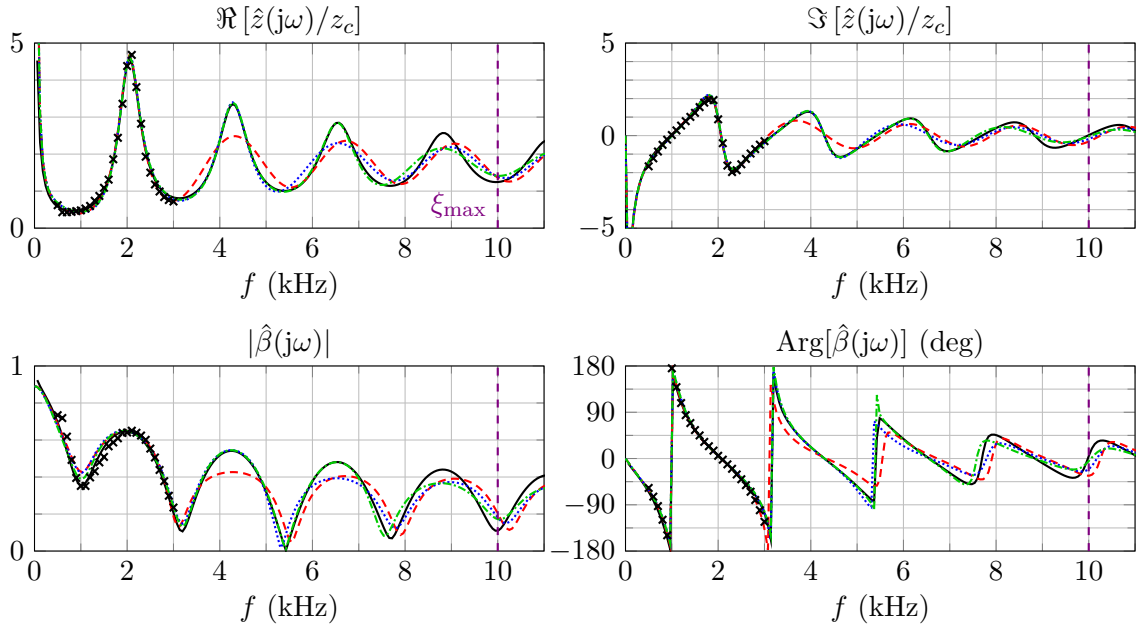 ℜ [ẑ(jω)/z_c]
ℑ [ẑ(jω)/z_c]
5
0
0 2 4 6 8 10
ξ_max
f (kHz)
5
0
−5
0 2 4 6 8 10
f (kHz)
|β̂(jω)|
Arg[β̂(jω)] (deg)
1
0
0 2 4 6 8 10
f (kHz)
180
90
0
−90
−180
0 2 4 6 8 10
f (kHz)